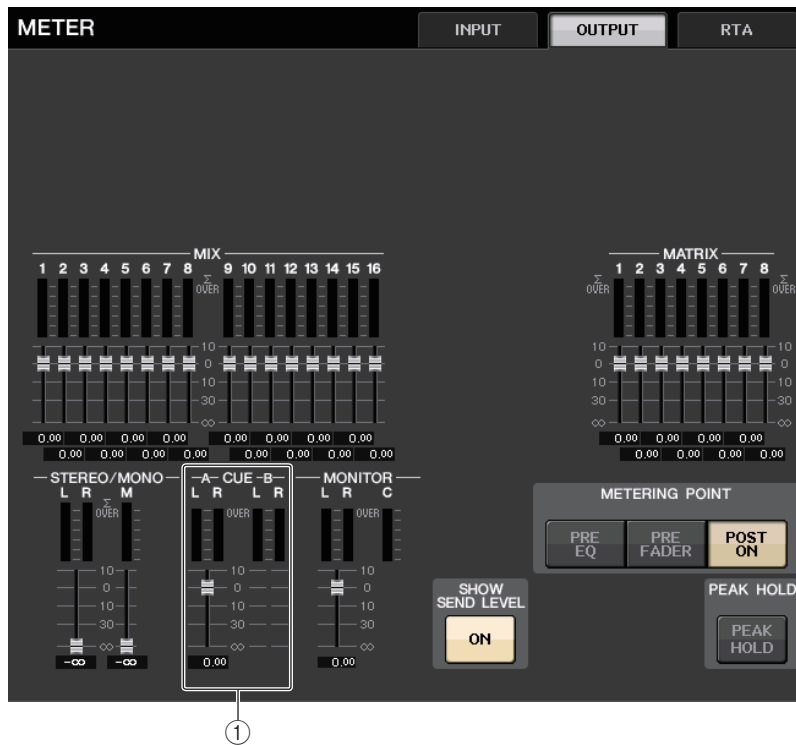 METER INPUT OUTPUT RTA
MIX MATRIX
1 2 3 4 5 6 7 8 9 10 11 12 13 14 15 16 1 2 3 4 5 6 7 8
Σ Σ Σ Σ
OVER OVER OVER OVER
10 10 10
0 0 0
10 10 10
30 30 30
∞ ∞ ∞
0.00 0.00 0.00 0.00 0.00 0.00 0.00 0.00 0.00 0.00 0.00 0.00
0.00 0.00 0.00 0.00 0.00 0.00 0.00 0.00 0.00 0.00 0.00 0.00
STEREO/MONO A CUE B MONITOR
L R M L R L R L R C
Σ
OVER OVER OVER
10 10 10
0 0 0
10 10 10
30 30 30
∞ ∞ ∞
-∞ -∞ 0.00 0.00
METERING POINT
PRE EQ
PRE FADER
POST ON
SHOW
SEND LEVEL
ON
PEAK HOLD
PEAK
HOLD
1